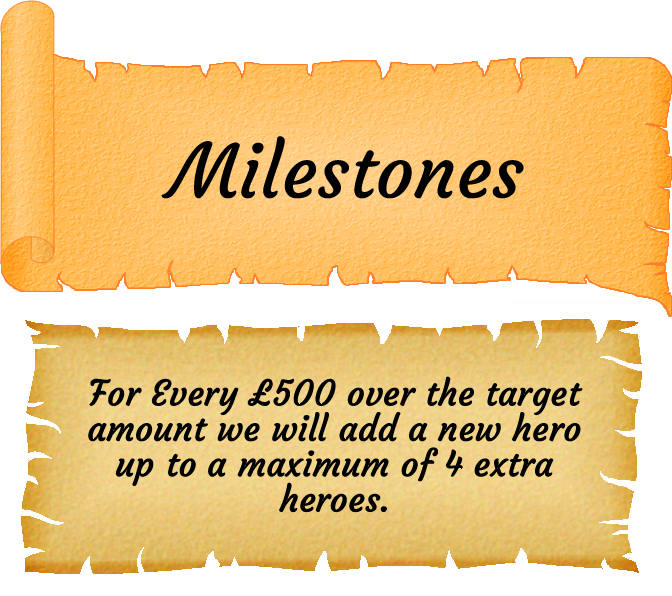 Milestones
For Every £500 over the target
amount we will add a new hero
up to a maximum of 4 extra
heroes.